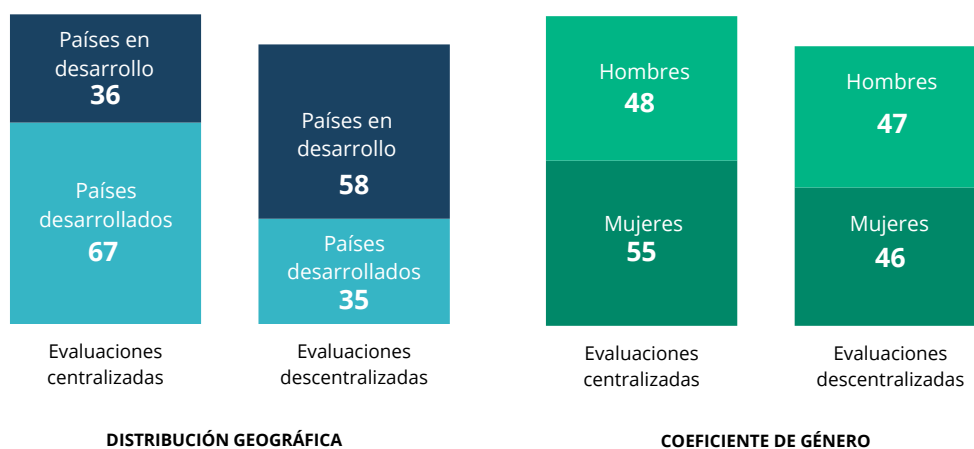 Países en
desarrollo
36
Países
desarrollados
67
Evaluaciones
centralizadas
Países en
desarrollo
58
Países
desarrollados
35
Evaluaciones
descentralizadas
DISTRIBUCIÓN GEOGRÁFICA
Hombres
48
Mujeres
55
Evaluaciones
centralizadas
Hombres
47
Mujeres
46
Evaluaciones
descentralizadas
COEFICIENTE DE GÉNERO